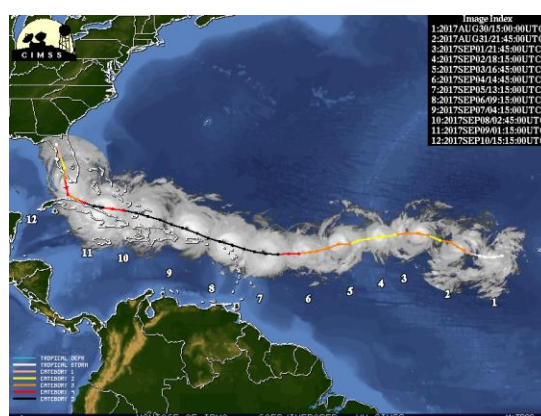 CIMSS
Image Index
1:2017AUG30/15:00:00UTC
2:2017AUG31/21:45:00UTC
3:2017SEP01/21:45:00UTC
4:2017SEP02/18:15:00UTC
5:2017SEP03/16:45:00UTC
6:2017SEP04/14:45:00UTC
7:2017SEP05/13:15:00UTC
8:2017SEP06/09:15:00UTC
9:2017SEP07/04:15:00UTC
10:2017SEP08/02:45:00UTC
11:2017SEP09/01:15:00UTC
12:2017SEP10/15:15:00UTC
12
11
10
9
8
7
6
5
4
3
2
1
TROPICAL DEPR
TROPICAL STORM
CATEGORY 1
CATEGORY 2
CATEGORY 3
CATEGORY 4
CATEGORY 5